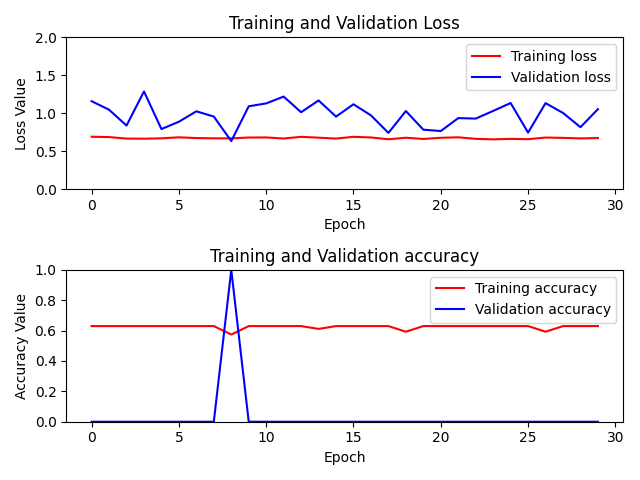 Training and Validation Loss
Loss Value
2.0
1.5
1.0
0.5
0.0
Training loss
Validation loss
0 5 10 15 20 25 30
Epoch
Training and Validation accuracy
Accuracy Value
1.0
0.8
0.6
0.4
0.2
0.0
Training accuracy
Validation accuracy
0 5 10 15 20 25 30
Epoch